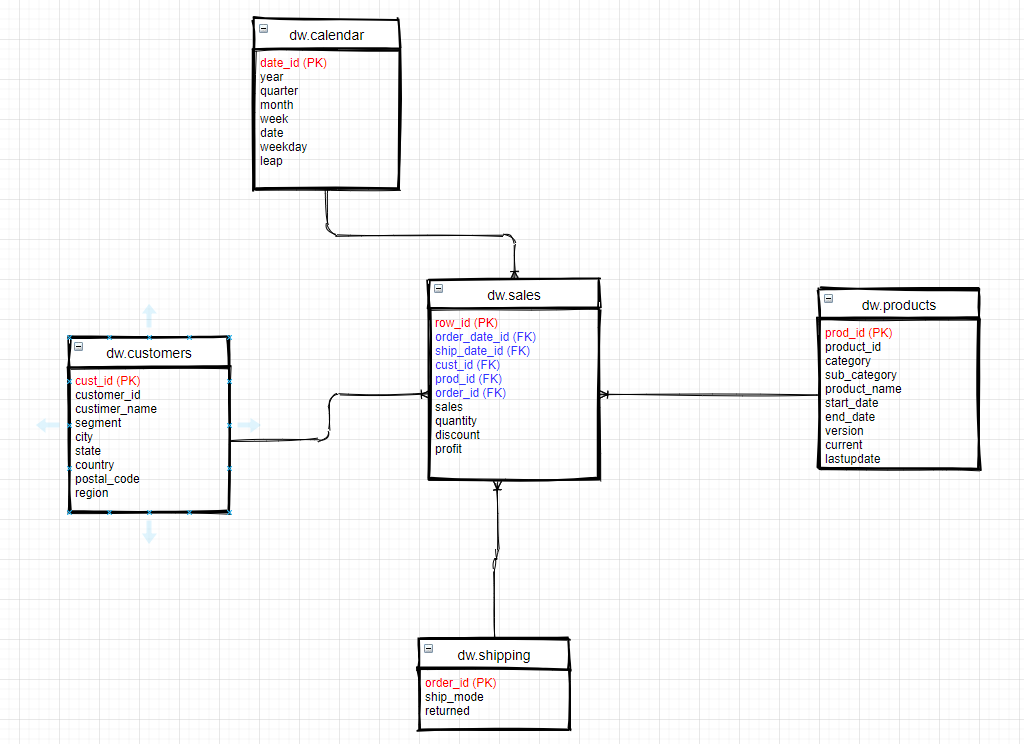 dw.calendar
date_id (PK)
year
quarter
month
week
date
weekday
leap
dw.sales
row_id (PK)
order_date_id (FK)
ship_date_id (FK)
cust_id (FK)
prod_id (FK)
order_id (FK)
sales
quantity
discount
profit
dw.products
prod_id (PK)
product_id
category
sub_category
product_name
start_date
end_date
version
current
lastupdate
dw.customers
cust_id (PK)
customer_id
custimer_name
segment
city
state
country
postal_code
region
dw.shipping
order_id (PK)
ship_mode
returned